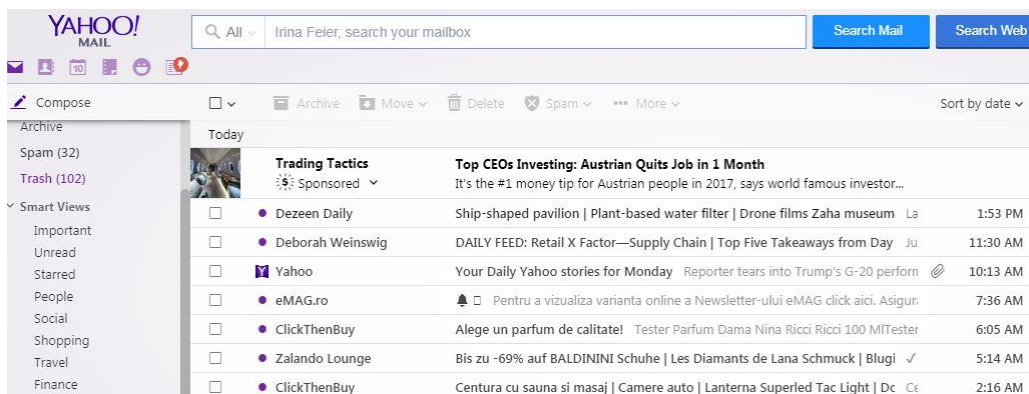 YAHOO!
MAIL
All Irina Feier, search your mailbox Search Mail Search Web
10
Compose
Archive Move Delete Spam More Sort by date
Archive
Spam (32)
Trash (102)
Smart Views
Important
Unread
Starred
People
Social
Shopping
Travel
Finance
Today
Trading Tactics Top CEOs Investing: Austrian Quits Job in 1 Month
Sponsored It's the #1 money tip for Austrian people in 2017, says world famous investor...
Dezeen Daily Ship-shaped pavilion | Plant-based water filter | Drone films Zaha museum La 1:53 PM
Deborah Weinswig DAILY FEED: Retail X Factor—Supply Chain | Top Five Takeaways from Day Ju 11:30 AM
Yahoo Your Daily Yahoo stories for Monday Reporter tears into Trump's G-20 perform 10:13 AM
eMAG.ro Pentru a vizualiza varianta online a Newsletter-ului eMAG click aici. Asigur 7:36 AM
ClickThenBuy Alege un parfum de calitate! Tester Parfum Dama Nina Ricci Ricci 100 MlTester 6:05 AM
Zalando Lounge Bis zu -69% auf BALDININI Schuhe | Les Diamants de Lana Schmuck | Blugi ✓ 5:14 AM
ClickThenBuy Centura cu sauna si masaj | Camere auto | Lanterna Superled Tac Light | Dc Ce 2:16 AM